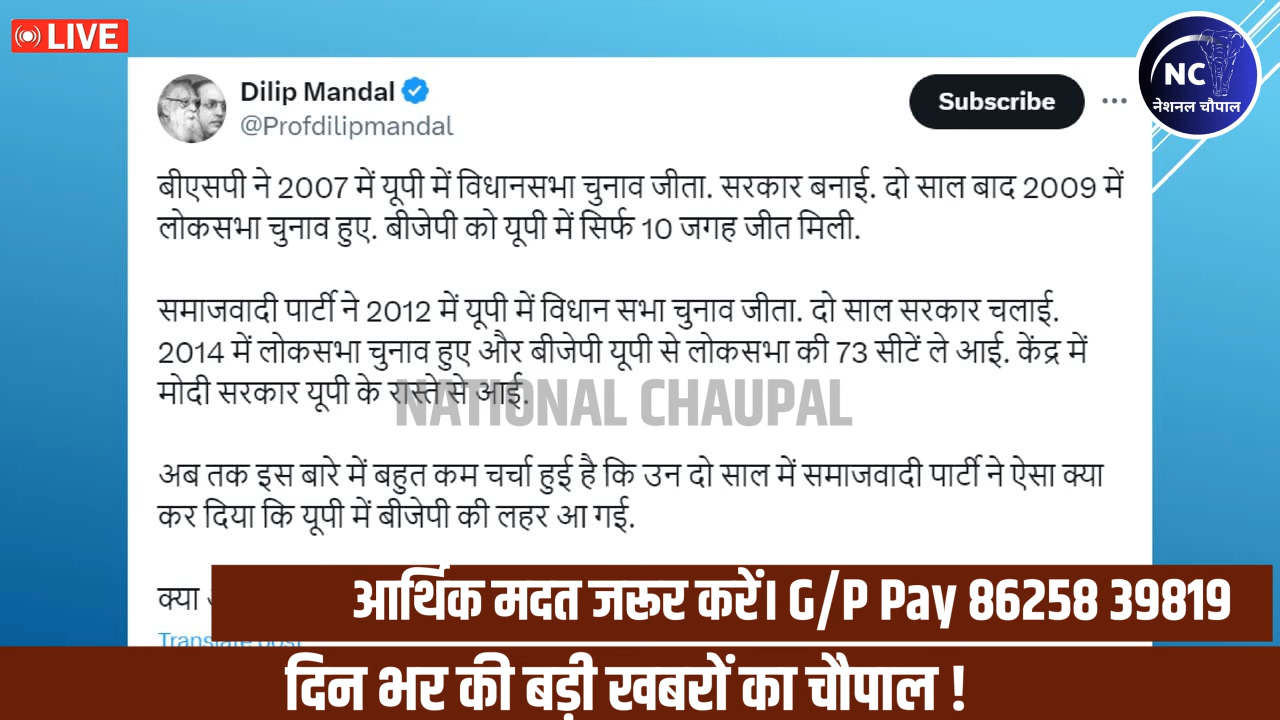 LIVE
NC
नेशनल चौपाल
Dilip Mandal
@Profdilipmandal
Subscribe
बीएसपी ने 2007 में यूपी में विधानसभा चुनाव जीता. सरकार बनाई. दो साल बाद 2009 में
लोकसभा चुनाव हुए. बीजेपी को यूपी में सिर्फ 10 जगह जीत मिली.
समाजवादी पार्टी ने 2012 में यूपी में विधान सभा चुनाव जीता. दो साल सरकार चलाई.
2014 में लोकसभा चुनाव हुए और बीजेपी यूपी से लोकसभा की 73 सीटें ले आई. केंद्र में
मोदी सरकार यूपी के रास्ते से आई.
NATIONAL CHAUPAL
अब तक इस बारे में बहुत कम चर्चा हुई है कि उन दो साल में समाजवादी पार्टी ने ऐसा क्या
कर दिया कि यूपी में बीजेपी की लहर आ गई.
क्या
आर्थिक मदत जरूर करें। G/P Pay 86258 39819
Translate post
दिन भर की बड़ी खबरों का चौपाल !